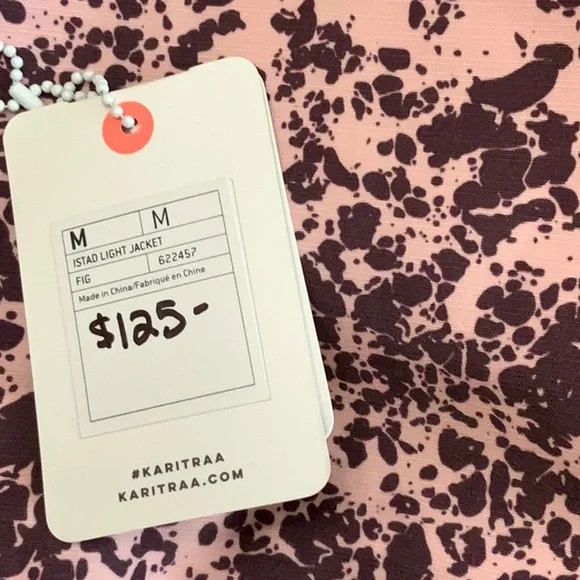 M M
ISTAD LIGHT JACKET
FIG 622457
Made in China/Fabriqué en Chine
$125-
#KARITRAA
KARITRAA.COM